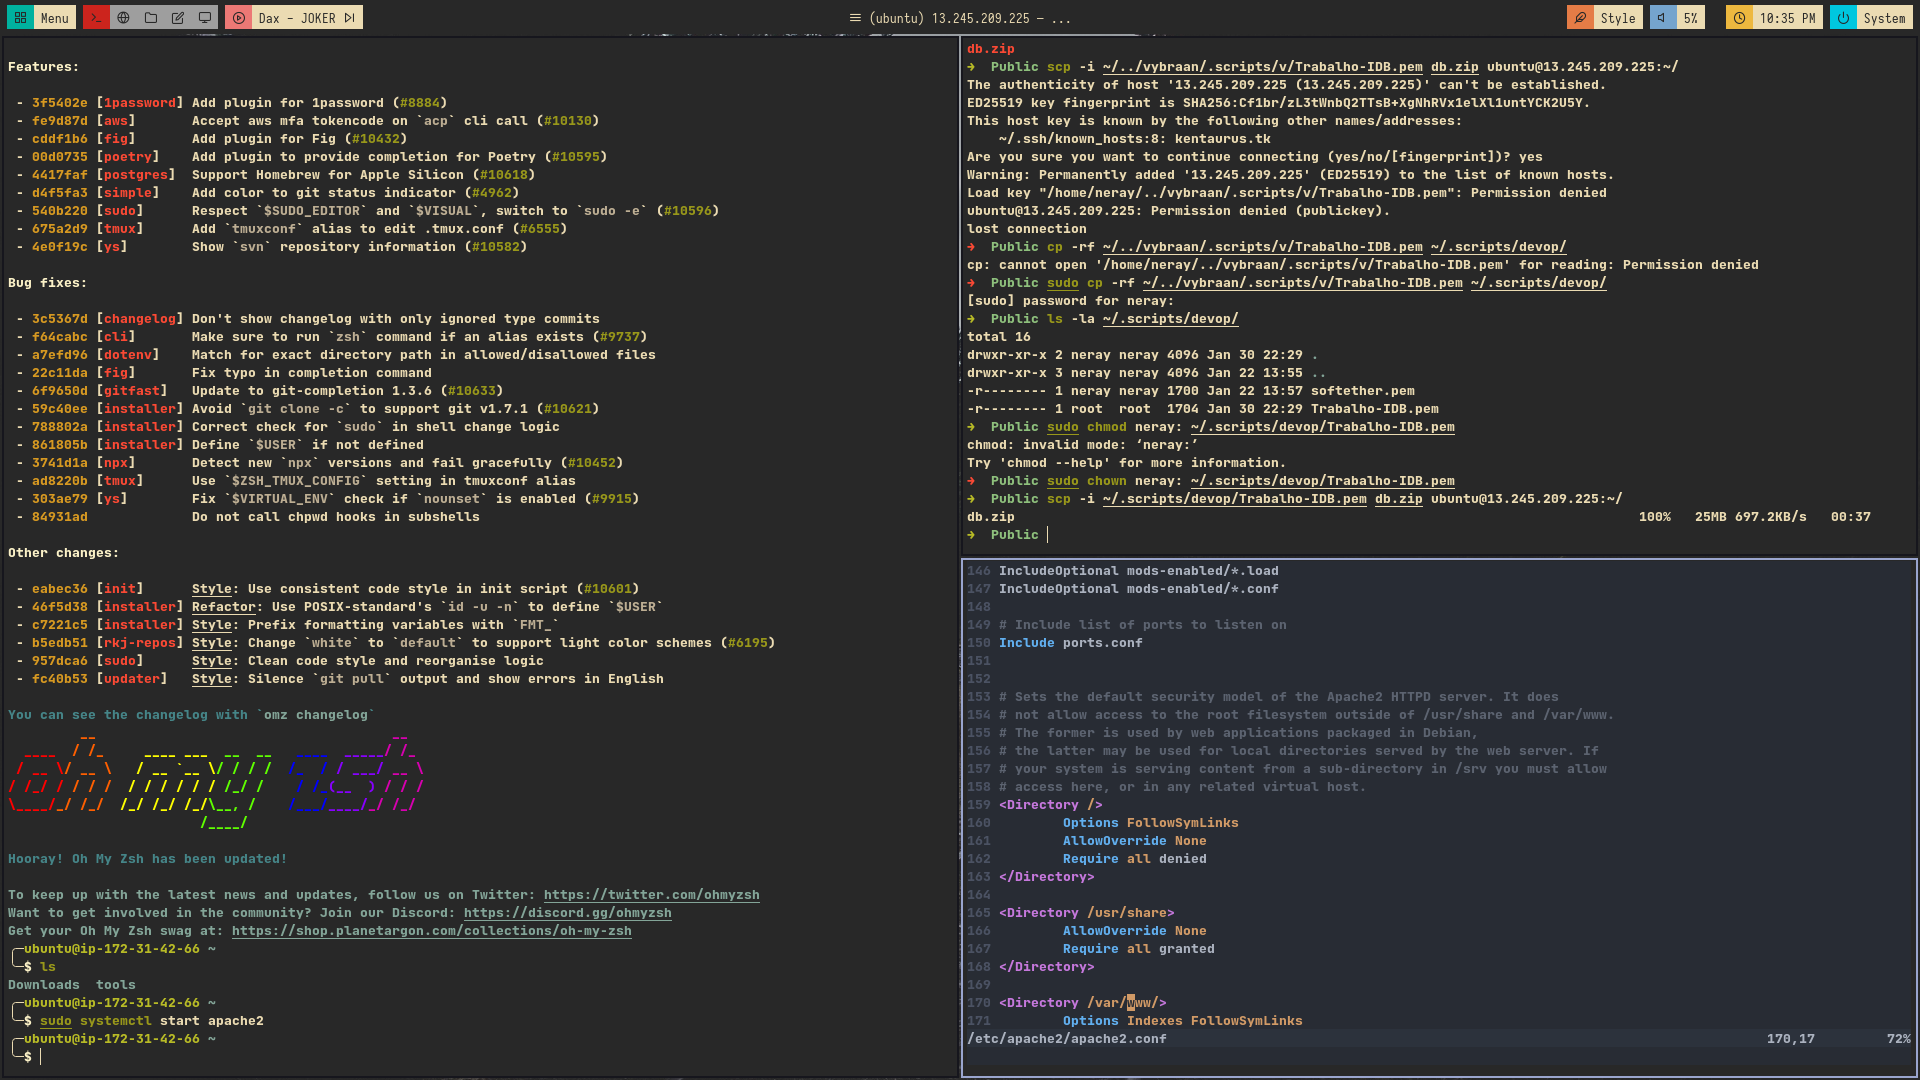 Menu
Dax – JOKER
(ubuntu) 13.245.209.225 – ...
Style
5%
10:35 PM
System
Features:
- 3f5402e [1password] Add plugin for 1password (#8884)
- fe9d87d [aws] Accept aws mfa tokencode on `acp` cli call (#10130)
- cddf1b6 [fig] Add plugin for Fig (#10432)
- 00d0735 [poetry] Add plugin to provide completion for Poetry (#10595)
- 4417faf [postgres] Support Homebrew for Apple Silicon (#10618)
- d4f5fa3 [simple] Add color to git status indicator (#4962)
- 540b220 [sudo] Respect `$SUDO_EDITOR` and `$VISUAL`, switch to `sudo -e` (#10596)
- 675a2d9 [tmux] Add `tmuxconf` alias to edit .tmux.conf (#6555)
- 4e0f19c [ys] Show `svn` repository information (#10582)
Bug fixes:
- 3c5367d [changelog] Don't show changelog with only ignored type commits
- f64cabc [cli] Make sure to run `zsh` command if an alias exists (#9737)
- a7efd96 [dotenv] Match for exact directory path in allowed/disallowed files
- 22c11da [fig] Fix typo in completion command
- 6f9650d [gitfast] Update to git-completion 1.3.6 (#10633)
- 59c40ee [installer] Avoid `git clone -c` to support git v1.7.1 (#10621)
- 788802a [installer] Correct check for `sudo` in shell change logic
- 861805b [installer] Define `$USER` if not defined
- 3741d1a [npx] Detect new `npx` versions and fail gracefully (#10452)
- ad8220b [tmux] Use `$ZSH_TMUX_CONFIG` setting in tmuxconf alias
- 303ae79 [ys] Fix `$VIRTUAL_ENV` check if `nounset` is enabled (#9915)
- 84931ad Do not call chpwd hooks in subshells
Other changes:
- eabec36 [init] Style: Use consistent code style in init script (#10601)
- 46f5d38 [installer] Refactor: Use POSIX-standard's `id -u -n` to define `$USER`
- c7221c5 [installer] Style: Prefix formatting variables with `FMT_`
- b5edb51 [rkj-repos] Style: Change `white` to `default` to support light color schemes (#6195)
- 957dca6 [sudo] Style: Clean code style and reorganise logic
- fc40b53 [updater] Style: Silence `git pull` output and show errors in English
You can see the changelog with `omz changelog`
oh my zsh
Hooray! Oh My Zsh has been updated!
To keep up with the latest news and updates, follow us on Twitter: https://twitter.com/ohmyzsh
Want to get involved in the community? Join our Discord: https://discord.gg/ohmyzsh
Get your Oh My Zsh swag at: https://shop.planetargon.com/collections/oh-my-zsh
ubuntu@ip-172-31-42-66 ~
$ ls
Downloads tools
ubuntu@ip-172-31-42-66 ~
$ sudo systemctl start apache2
ubuntu@ip-172-31-42-66 ~
$
db.zip
➜ Public scp -i ~/../vybraan/.scripts/v/Trabalho-IDB.pem db.zip ubuntu@13.245.209.225:~/
The authenticity of host '13.245.209.225 (13.245.209.225)' can't be established.
ED25519 key fingerprint is SHA256:Cf1br/zL3tWnbQ2TTsB+XgNhRVx1elXl1untYCK2U5Y.
This host key is known by the following other names/addresses:
~/.ssh/known_hosts:8: kentaurus.tk
Are you sure you want to continue connecting (yes/no/[fingerprint])? yes
Warning: Permanently added '13.245.209.225' (ED25519) to the list of known hosts.
Load key "/home/neray/../vybraan/.scripts/v/Trabalho-IDB.pem": Permission denied
ubuntu@13.245.209.225: Permission denied (publickey).
lost connection
➜ Public cp -rf ~/../vybraan/.scripts/v/Trabalho-IDB.pem ~/.scripts/devop/
cp: cannot open '/home/neray/../vybraan/.scripts/v/Trabalho-IDB.pem' for reading: Permission denied
➜ Public sudo cp -rf ~/../vybraan/.scripts/v/Trabalho-IDB.pem ~/.scripts/devop/
[sudo] password for neray:
➜ Public ls -la ~/.scripts/devop/
total 16
drwxr-xr-x 2 neray neray 4096 Jan 30 22:29 .
drwxr-xr-x 3 neray neray 4096 Jan 22 13:55 ..
-r-------- 1 neray neray 1700 Jan 22 13:57 softether.pem
-r-------- 1 root root 1704 Jan 30 22:29 Trabalho-IDB.pem
➜ Public sudo chmod neray: ~/.scripts/devop/Trabalho-IDB.pem
chmod: invalid mode: ‘neray:’
Try 'chmod --help' for more information.
➜ Public sudo chown neray: ~/.scripts/devop/Trabalho-IDB.pem
➜ Public scp -i ~/.scripts/devop/Trabalho-IDB.pem db.zip ubuntu@13.245.209.225:~/
db.zip 100% 25MB 697.2KB/s 00:37
➜ Public
146 IncludeOptional mods-enabled/*.load
147 IncludeOptional mods-enabled/*.conf
148
149 # Include list of ports to listen on
150 Include ports.conf
151
152
153 # Sets the default security model of the Apache2 HTTPD server. It does
154 # not allow access to the root filesystem outside of /usr/share and /var/www.
155 # The former is used by web applications packaged in Debian,
156 # the latter may be used for local directories served by the web server. If
157 # your system is serving content from a sub-directory in /srv you must allow
158 # access here, or in any related virtual host.
159 <Directory />
160 Options FollowSymLinks
161 AllowOverride None
162 Require all denied
163 </Directory>
164
165 <Directory /usr/share>
166 AllowOverride None
167 Require all granted
168 </Directory>
169
170 <Directory /var/www/>
171 Options Indexes FollowSymLinks
/etc/apache2/apache2.conf 170,17 72%